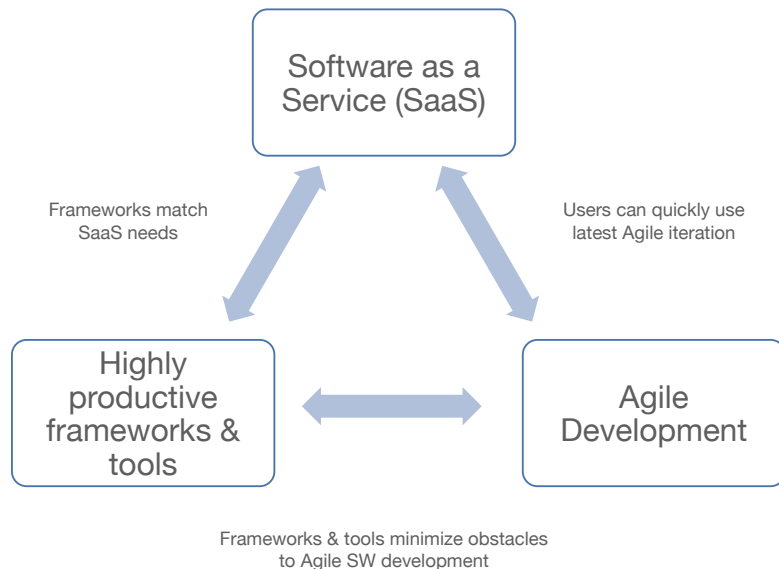 Software as a
Service (SaaS)
Frameworks match
SaaS needs
Users can quickly use
latest Agile iteration
Highly
productive
frameworks &
tools
Agile
Development
Frameworks & tools minimize obstacles
to Agile SW development